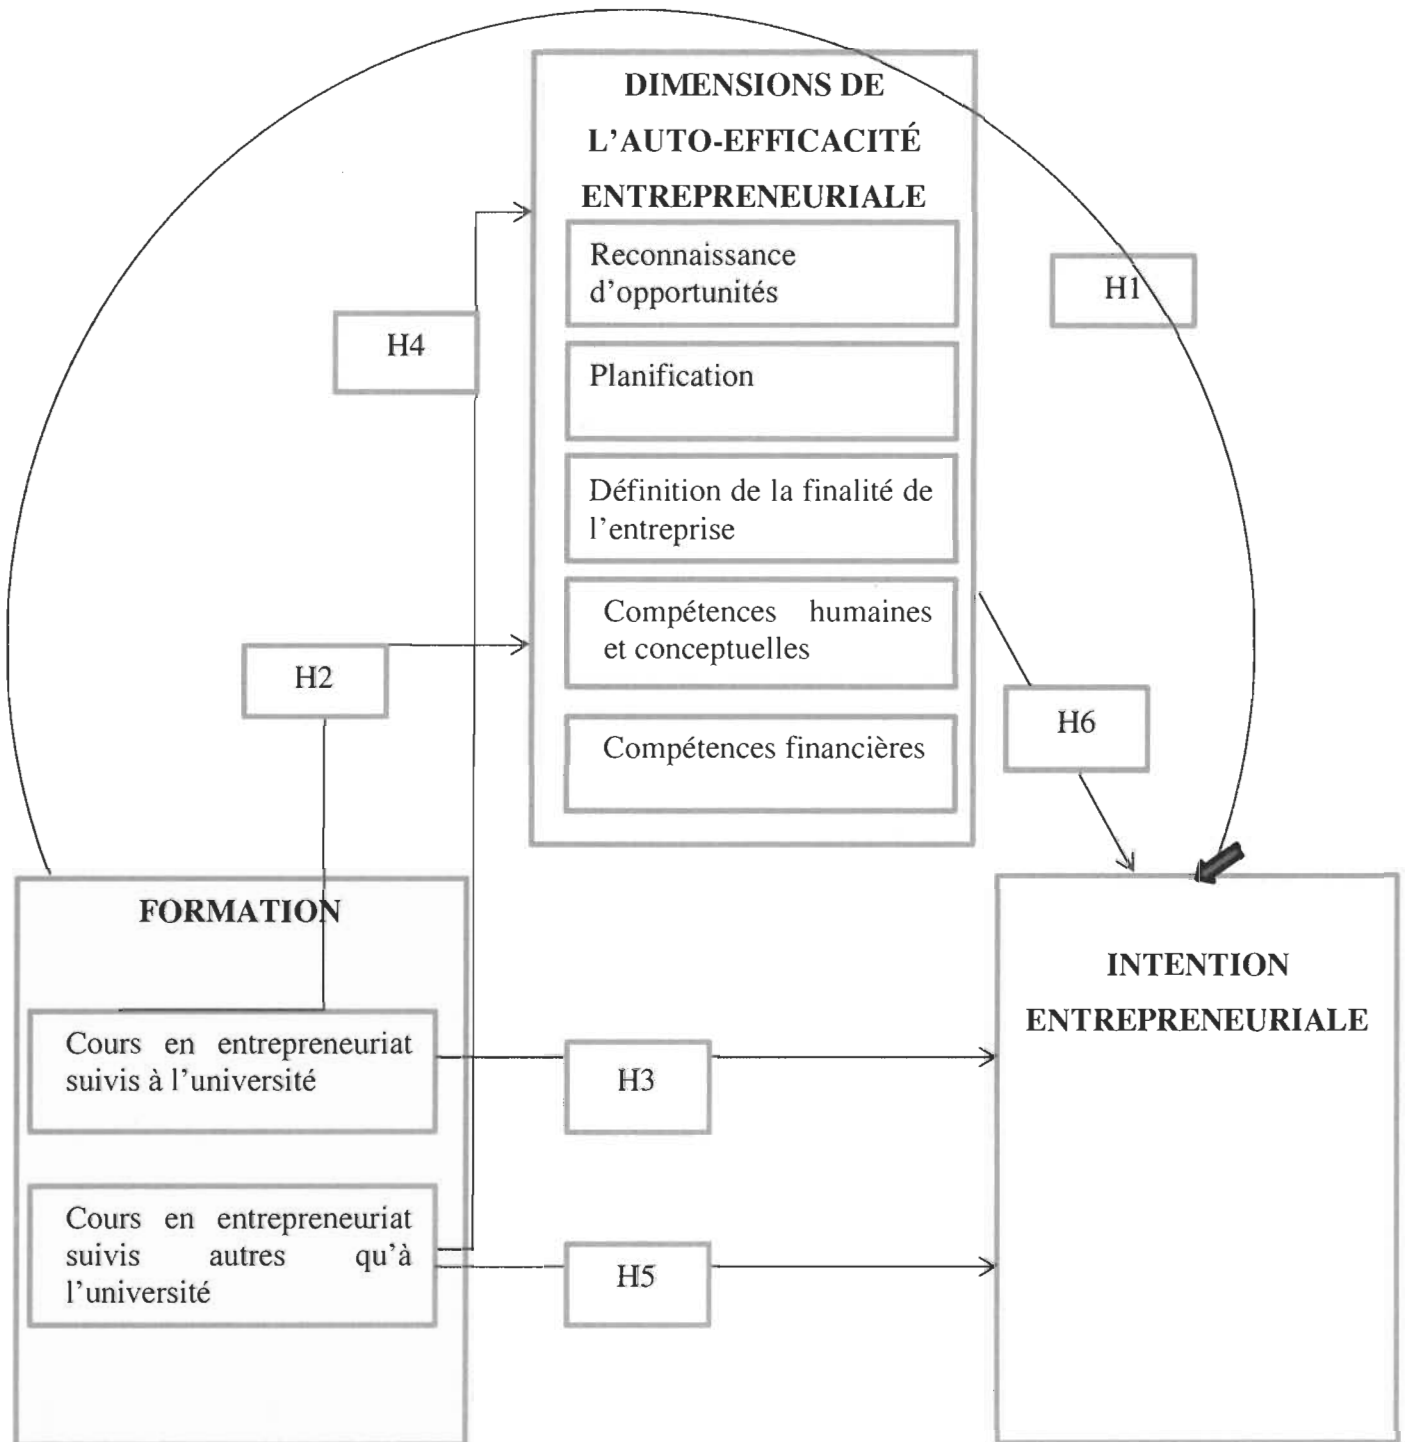 DIMENSIONS DE
L'AUTO-EFFICACITÉ
ENTREPRENEURIALE
Reconnaissance
d'opportunités
H1
H4
Planification
Définition de la finalité de
l'entreprise
Compétences humaines
et conceptuelles
H2
H6
Compétences financières
FORMATION
INTENTION
ENTREPRENEURIALE
Cours en entrepreneuriat
suivis à l'université
H3
Cours en entrepreneuriat
suivis autres qu'à
l'université
H5